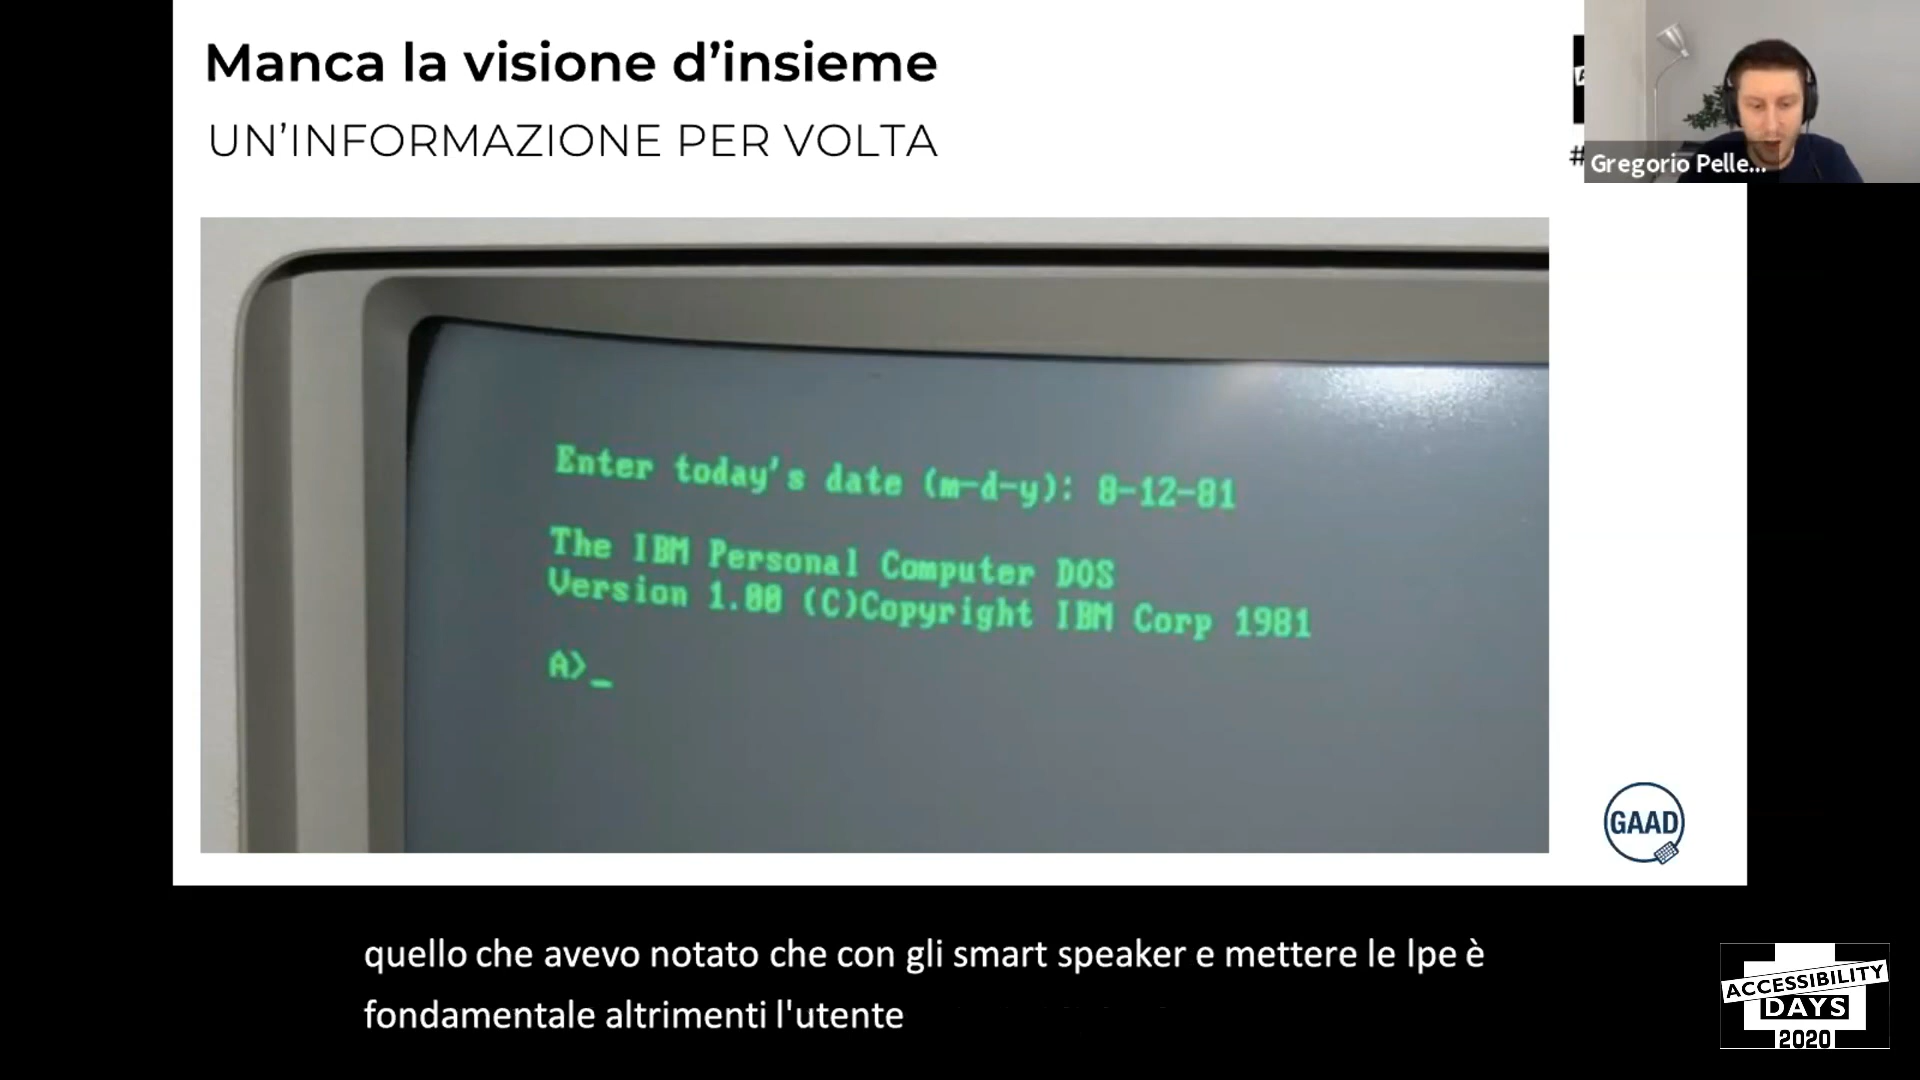 Manca la visione d'insieme
UN'INFORMAZIONE PER VOLTA
#
Gregorio Pelle...
Enter today's date (m-d-y): 8-12-81
The IBM Personal Computer DOS
Version 1.00 (C)Copyright IBM Corp 1981
A>_
GAAD
quello che avevo notato che con gli smart speaker e mettere le lpe è
fondamentale altrimenti l'utente
ACCESSIBILITY
DAYS
2020